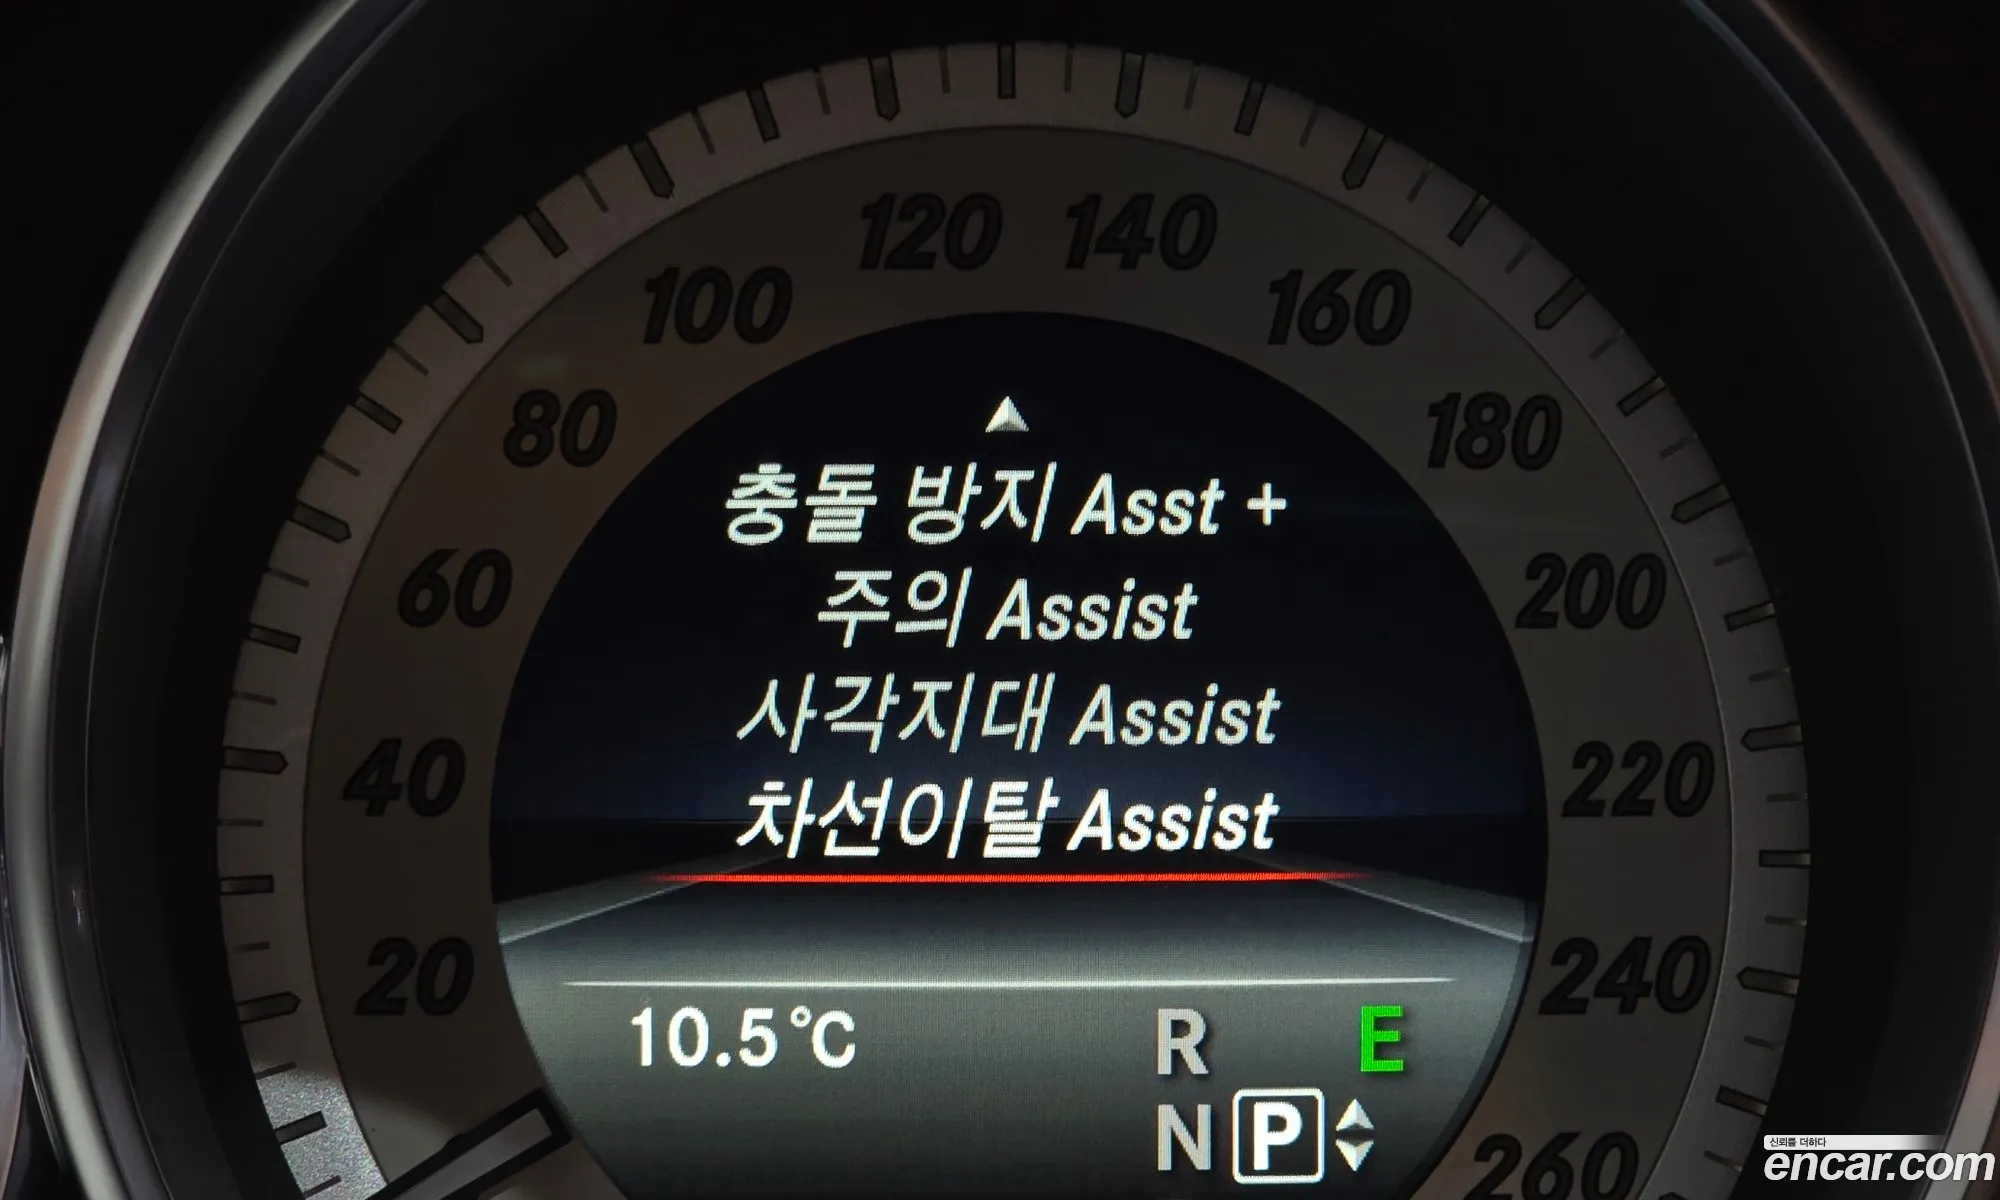 120 140
100 160
80 180
충돌 방지 Asst +
60 200
주의 Assist
사각지대 Assist
40 220
차선이탈 Assist
20 240
10.5°C R E
N P
260
신뢰를 더하다
encar.com